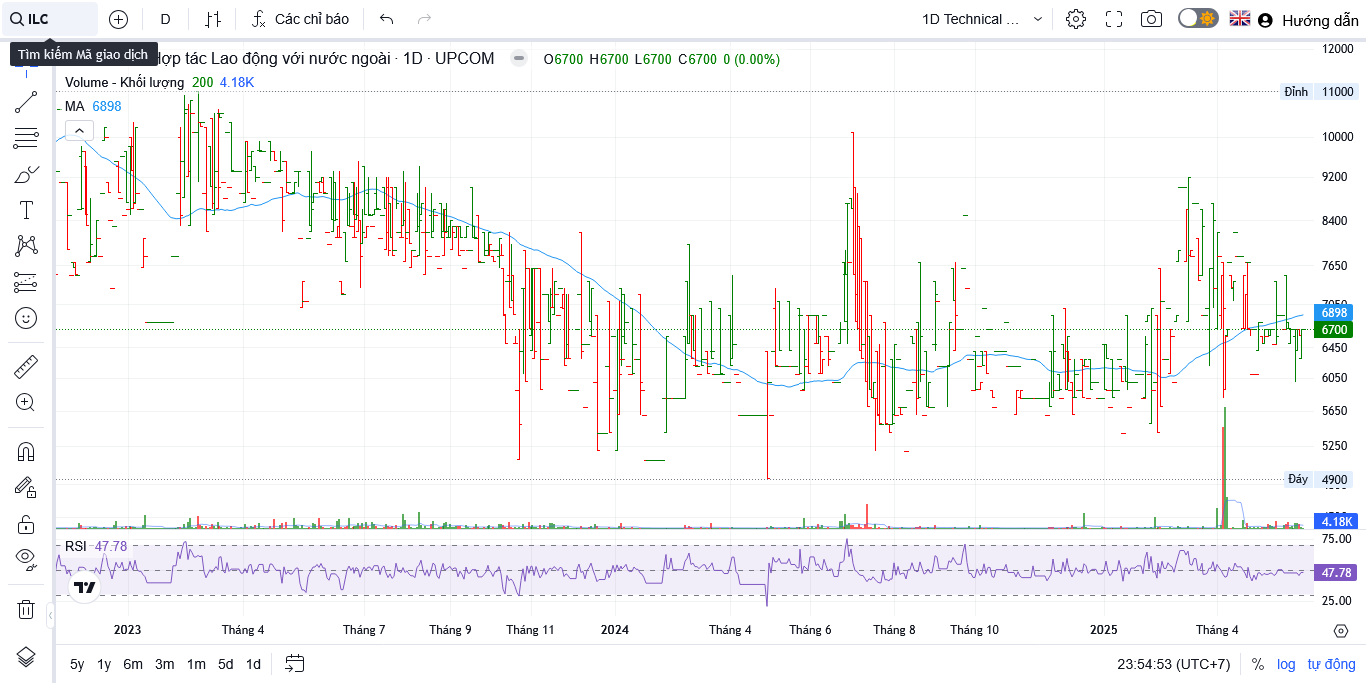 ILC
D
Các chỉ báo
1D Technical ...
Hướng dẫn
Tìm kiếm Mã giao dịch
Hợp tác Lao động với nước ngoài · 1D · UPCOM
O6700 H6700 L6700 C6700 0 (0.00%)
Volume - Khối lượng 200 4.18K
MA 6898
12000
Đỉnh 11000
10000
9200
8400
7650
7050
6898
6700
6450
6050
5650
5250
Đáy 4900
4.18K
RSI 47.78
75.00
47.78
25.00
2023 Tháng 4 Tháng 7 Tháng 9 Tháng 11 2024 Tháng 4 Tháng 6 Tháng 8 Tháng 10 2025 Tháng 4
5y 1y 6m 3m 1m 5d 1d
23:54:53 (UTC+7) % log tự động